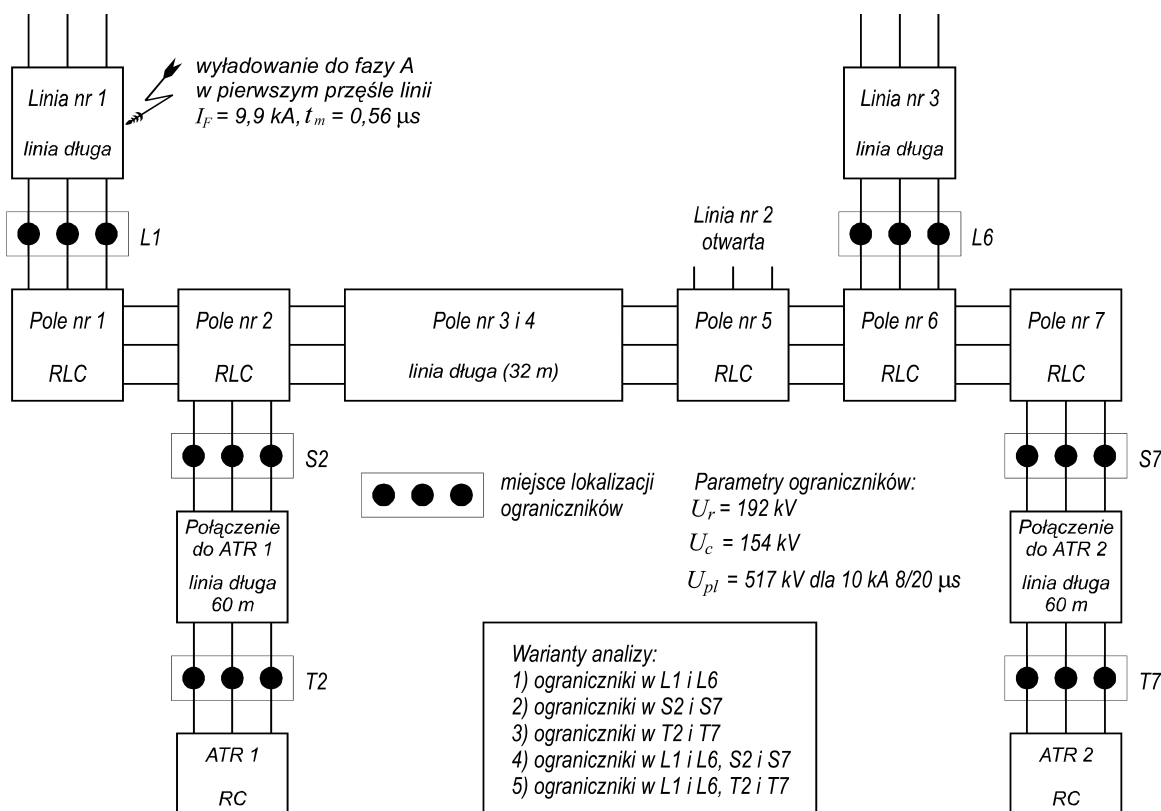 Linia nr 1
linia długa
wyładowanie do fazy A
w pierwszym przęśle linii
I_F = 9,9 kA, t_m = 0,56 µs
Linia nr 3
linia długa
L1
Linia nr 2
otwarta
L6
Pole nr 1
RLC
Pole nr 2
RLC
Pole nr 3 i 4
linia długa (32 m)
Pole nr 5
RLC
Pole nr 6
RLC
Pole nr 7
RLC
S2
S7
miejsce lokalizacji
ograniczników
Parametry ograniczników:
U_r = 192 kV
U_c = 154 kV
U_pl = 517 kV dla 10 kA 8/20 µs
Połączenie
do ATR 1
linia długa
60 m
Połączenie
do ATR 2
linia długa
60 m
T2
T7
Warianty analizy:
1) ograniczniki w L1 i L6
2) ograniczniki w S2 i S7
3) ograniczniki w T2 i T7
4) ograniczniki w L1 i L6, S2 i S7
5) ograniczniki w L1 i L6, T2 i T7
ATR 1
RC
ATR 2
RC